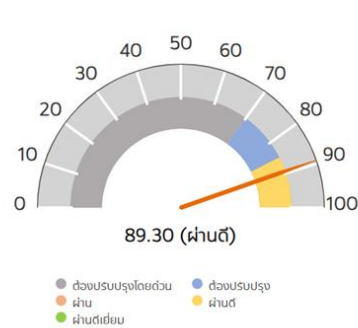 50
40 60
30 70
20 80
10 90
0 100
89.30 (ผ่านดี)
ต้องปรับปรุงโดยด่วน ต้องปรับปรุง
ผ่าน ผ่านดี
ผ่านดีเยี่ยม